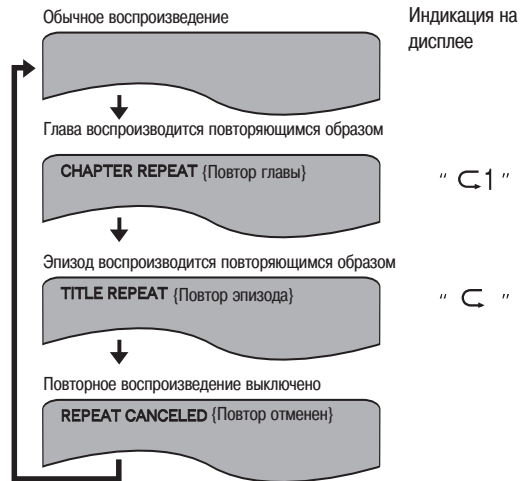 Обычное воспроизведение
Индикация на
дисплее
Глава воспроизводится повторяющимся образом
CHAPTER REPEAT {Повтор главы}
" ⊂1 "
Эпизод воспроизводится повторяющимся образом
TITLE REPEAT {Повтор эпизода}
" ⊂ "
Повторное воспроизведение выключено
REPEAT CANCELED {Повтор отменен}